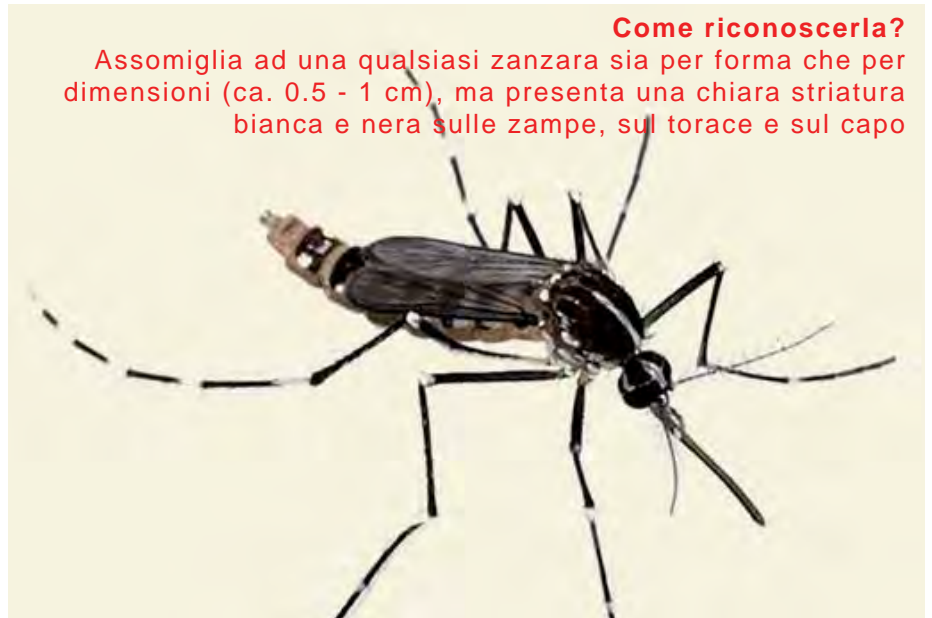 Come riconoscerla?
Assomiglia ad una qualsiasi zanzara sia per forma che per
dimensioni (ca. 0.5 - 1 cm), ma presenta una chiara striatura
bianca e nera sulle zampe, sul torace e sul capo